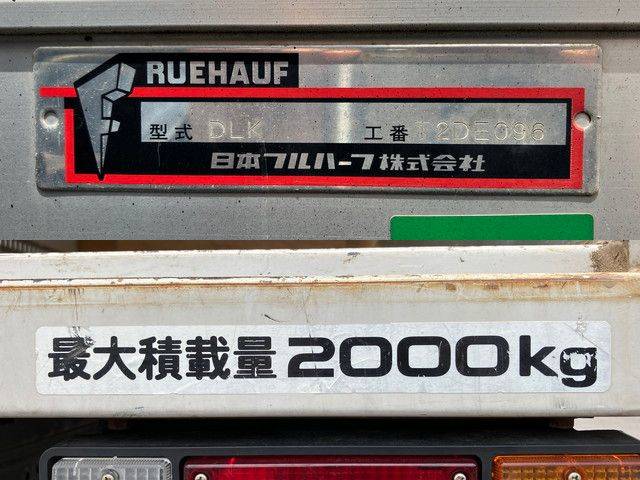 RUEHAUF
型式 DLK 工番 T2DE096
日本フルハーフ株式会社
最大積載量 2000kg